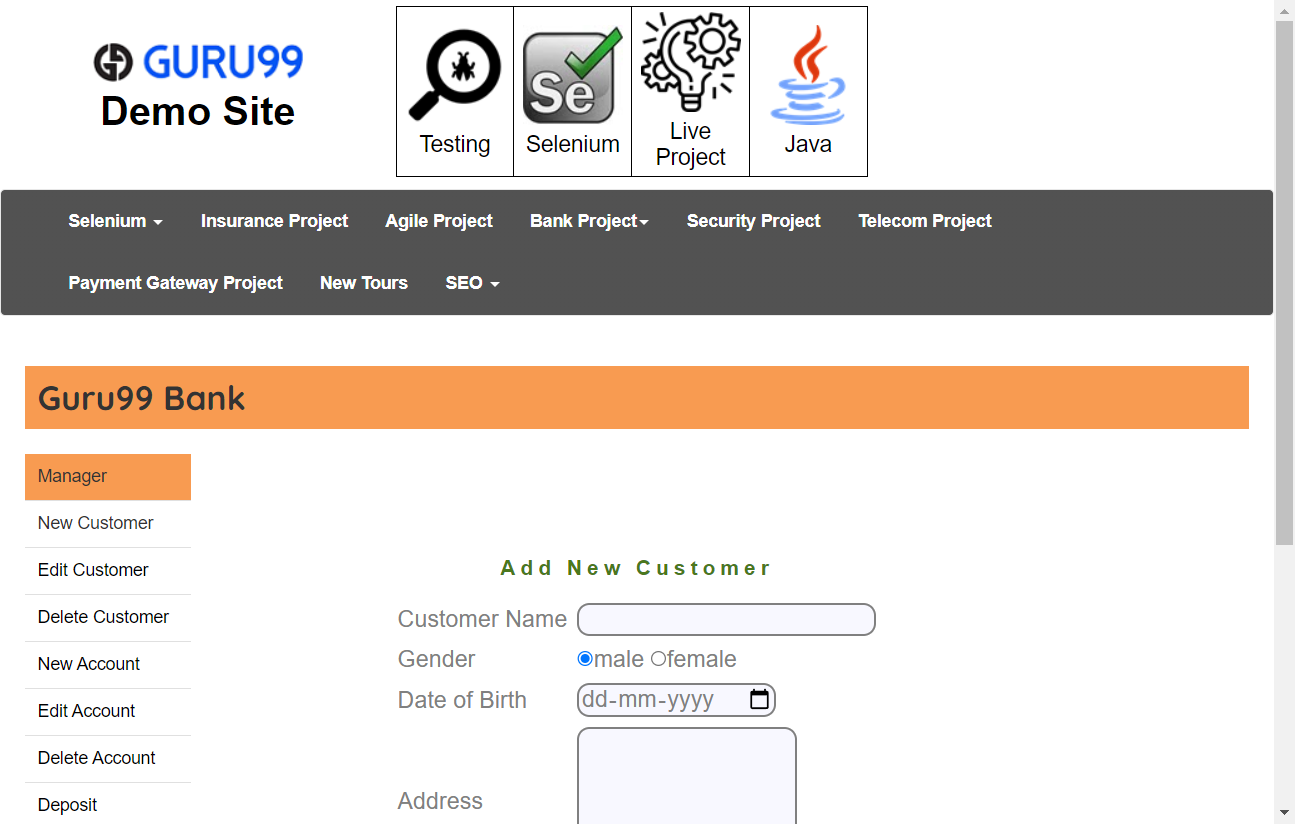 GURU99
Demo Site
Testing
Se
Selenium
Live
Project
Java
Selenium Insurance Project Agile Project Bank Project Security Project Telecom Project
Payment Gateway Project New Tours SEO
Guru99 Bank
Manager
New Customer
Edit Customer
Delete Customer
New Account
Edit Account
Delete Account
Deposit
Add New Customer
Customer Name
Gender male female
Date of Birth dd-mm-yyyy
Address